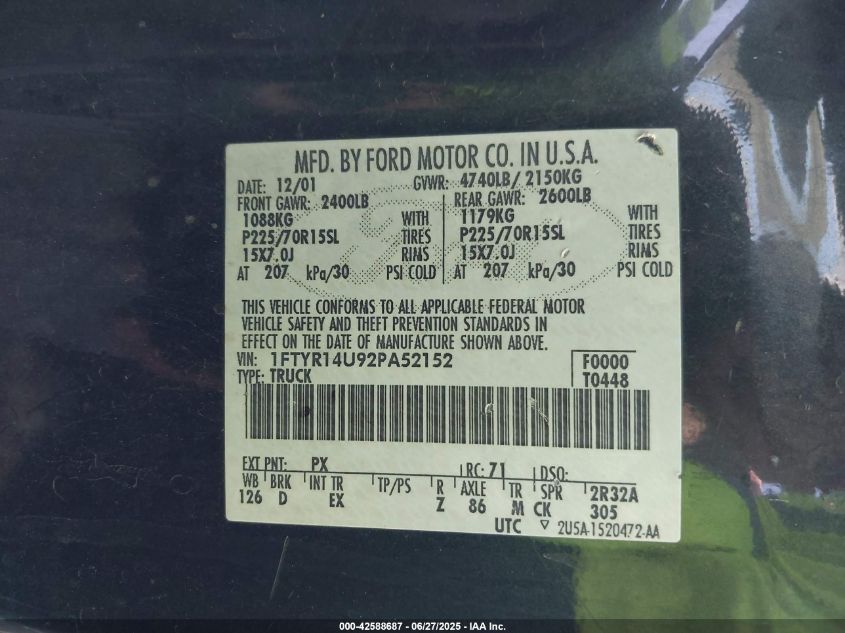 MFD. BY FORD MOTOR CO. IN U.S.A.
DATE: 12/01 GVWR: 4740LB/ 2150KG
FRONT GAWR: 2400LB REAR GAWR: 2600LB
1088KG WITH 1179KG WITH
P225/70R15SL TIRES P225/70R15SL TIRES
15X7.0J RIMS 15X7.0J RIMS
AT 207 kPa/30 PSI COLD AT 207 kPa/30 PSI COLD
THIS VEHICLE CONFORMS TO ALL APPLICABLE FEDERAL MOTOR
VEHICLE SAFETY AND THEFT PREVENTION STANDARDS IN
EFFECT ON THE DATE OF MANUFACTURE SHOWN ABOVE.
VIN: 1FTYR14U92PA52152 F0000
TYPE: TRUCK T0448
EXT PNT: PX RC: 71 DSO:
WB BRK INT TR TP/PS R AXLE TR SPR 2R32A
126 D EX Z 86 M CK 305
UTC ▽ 2U5A-1520472-AA
000-42588687 - 06/27/2025 - IAA Inc.